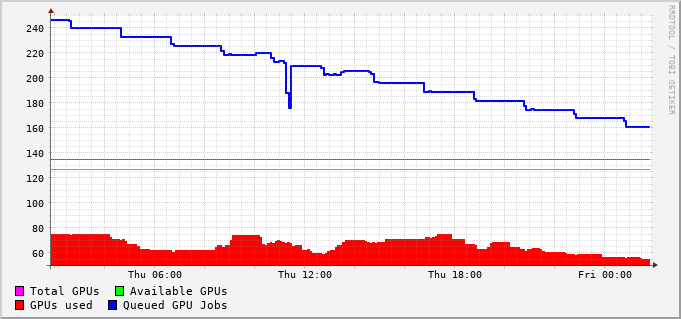 RRDTOOL / TOBI OETIKER
240
220
200
180
160
140
120
100
80
60
Thu 06:00 Thu 12:00 Thu 18:00 Fri 00:00
Total GPUs Available GPUs
GPUs used Queued GPU Jobs